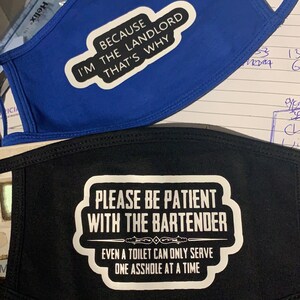 BECAUSE
I'M THE LANDLORD
THAT'S WHY
PLEASE BE PATIENT
WITH THE BARTENDER
EVEN A TOILET CAN ONLY SERVE
ONE ASSHOLE AT A TIME